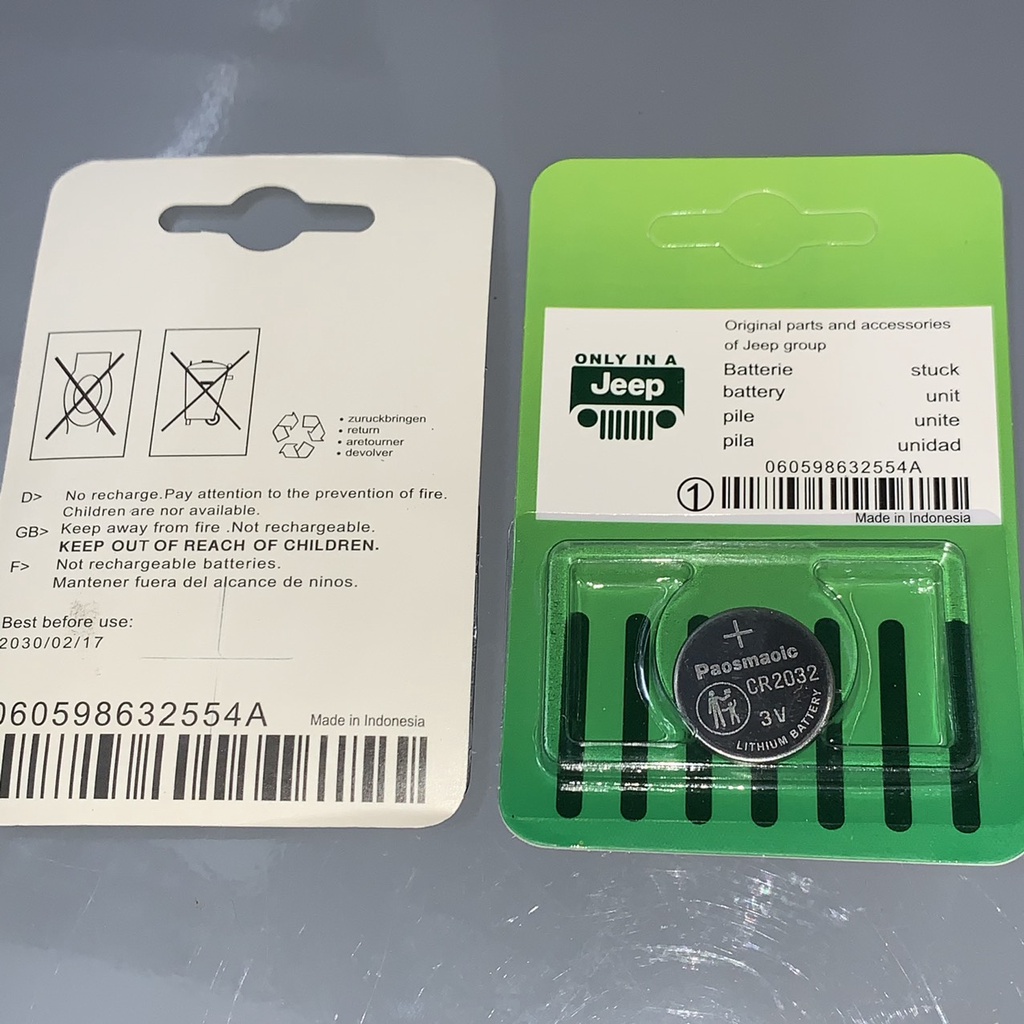 • zuruckbringen
• return
• aretourner
• devolver
D> No recharge.Pay attention to the prevention of fire.
Children are nor available.
GB> Keep away from fire .Not rechargeable.
KEEP OUT OF REACH OF CHILDREN.
F> Not rechargeable batteries.
Mantener fuera del alcance de ninos.
Best before use:
2030/02/17
060598632554A Made in Indonesia
Original parts and accessories
of Jeep group
ONLY IN A
Jeep
Batterie stuck
battery unit
pile unite
pila unidad
060598632554A
1
Made in Indonesia
+
Paosmaoic
CR2032
3V
LITHIUM BATTERY